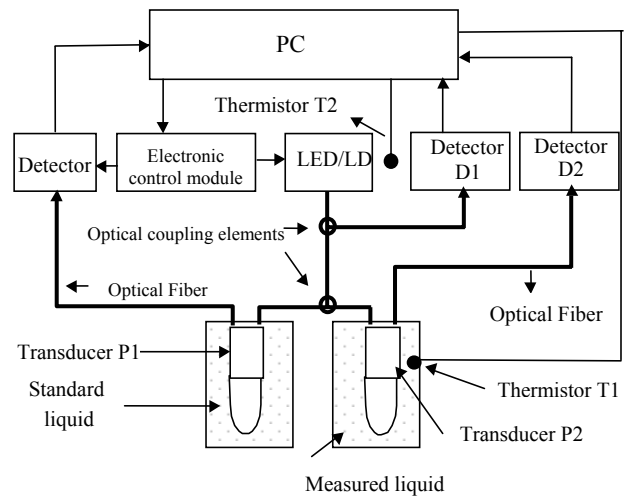 PC
Thermistor T2
Detector
Electronic
control module
LED/LD
Detector
D1
Detector
D2
Optical coupling elements
Optical Fiber
Optical Fiber
Transducer P1
Standard
liquid
Thermistor T1
Transducer P2
Measured liquid